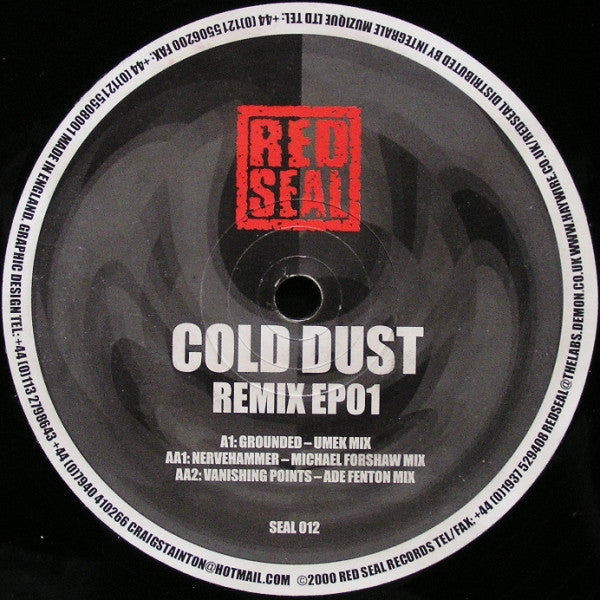 RED
SEAL
COLD DUST
REMIX EP01
A1: GROUNDED – UMEK MIX
AA1: NERVEHAMMER – MICHAEL FORSHAW MIX
AA2: VANISHING POINTS – ADE FENTON MIX
SEAL 012
©2000 RED SEAL RECORDS TEL/FAX: +44 (0)1937 529408 REDSEAL@THELABS.DEMON.CO.UK WWW.HAYWIRE.CO.UK/REDSEAL DISTRIBUTED BY INTEGRALE MUZIQUE LTD TEL: +44 (0)121 5506200 FAX: +44 (0)121 5508001 MADE IN ENGLAND. GRAPHIC DESIGN TEL: +44 (0)113 2798643 +44 (0)7940 410266 CRAIGSTAINTON@HOTMAIL.COM